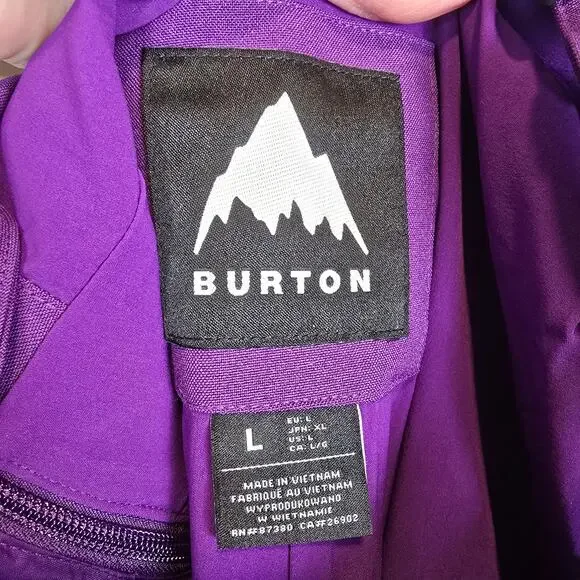 BURTON
L
EU: L
JPN: XL
US: L
CA: L/G
MADE IN VIETNAM
FABRIQUÉ AU VIETNAM
WYPRODUKOWANO
W WIETNAMIE
RN#87380 CA#26902